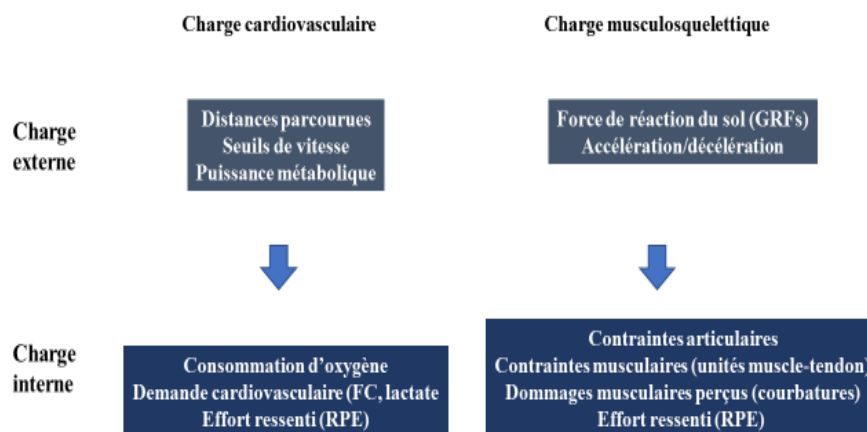 Charge cardiovasculaire
Charge musculosquelettique
Charge
externe
Distances parcourues
Seuils de vitesse
Puissance métabolique
Force de réaction du sol (GRFs)
Accélération/décélération
Charge
interne
Consommation d'oxygène
Demande cardiovasculaire (FC, lactate
Effort ressenti (RPE)
Contraintes articulaires
Contraintes musculaires (unités muscle-tendon)
Dommages musculaires perçus (courbatures)
Effort ressenti (RPE)